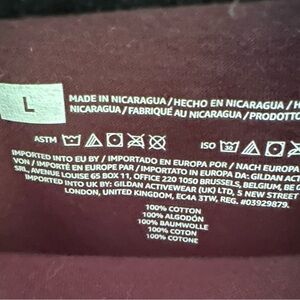 L
MADE IN NICARAGUA / HECHO EN NICARAGUA / H
NICARAGUA / FABRIQUÉ AU NICARAGUA / PRODOTTO
ASTM
ISO
IMPORTED INTO EU BY / IMPORTADO EN EUROPA POR / NACH EUROPA
VON / IMPORTÉ EN EUROPE PAR / IMPORTATO IN EUROPA DA: GILDAN ACT
SRL, AVENUE LOUISE 65 BOX 11, OFFICE 220 1050 BRUSSELS, BELGIUM, BE
IMPORTED INTO UK BY: GILDAN ACTIVEWEAR (UK) LTD, 5 NEW STREET
LONDON, UNITED KINGDOM, EC4A 3TW, REG. #03929879.
100% COTTON
100% ALGODÓN
100% BAUMWOLLE
100% COTON
100% COTONE